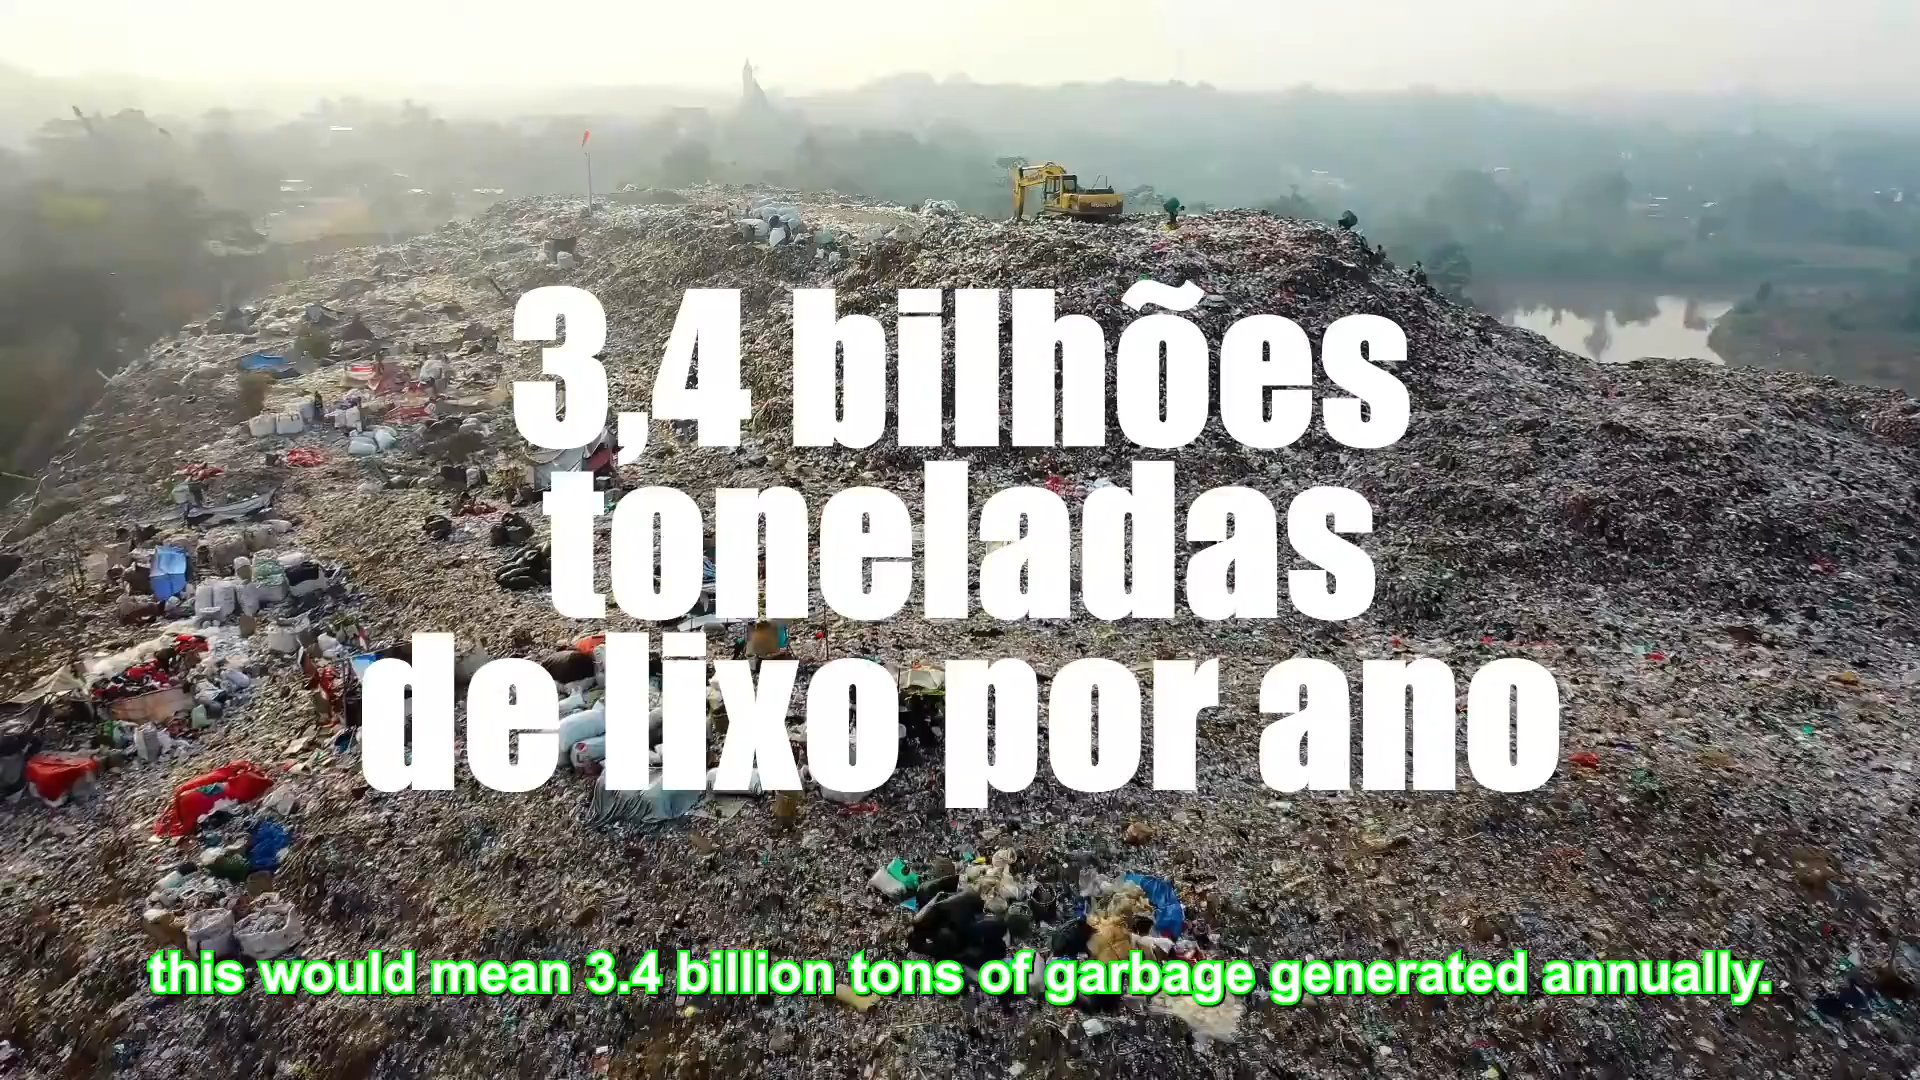 3,4 bilhões
toneladas
de lixo por ano
this would mean 3.4 billion tons of garbage generated annually.